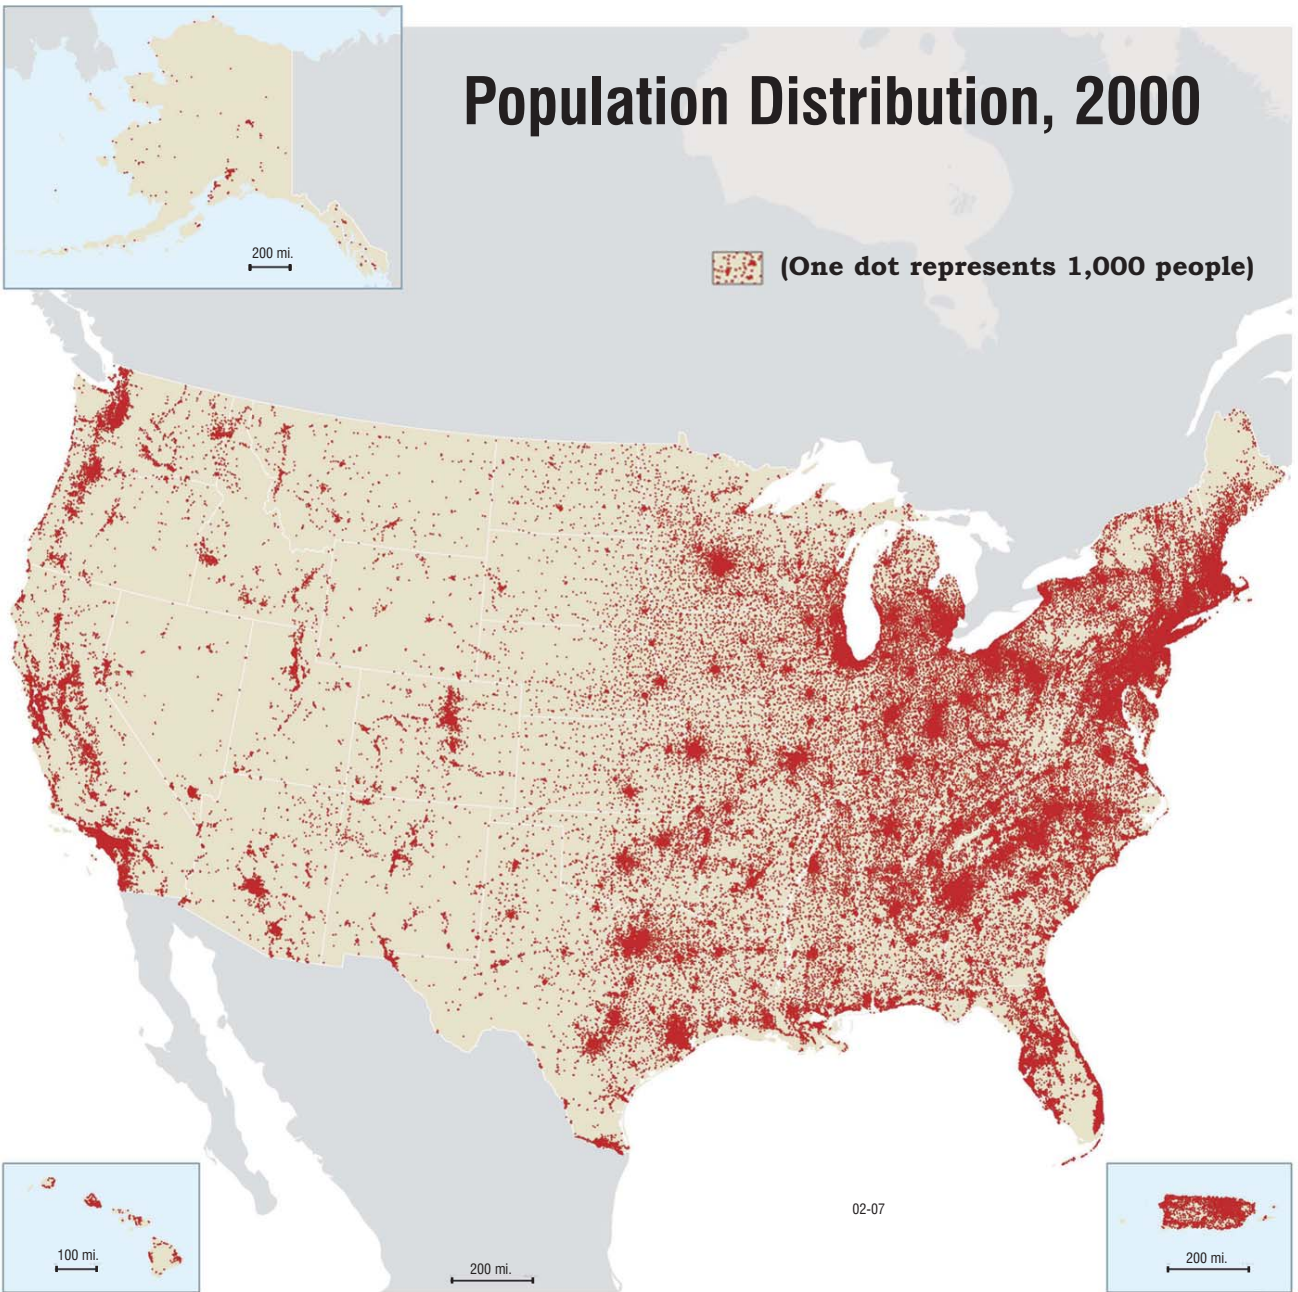 Population Distribution, 2000
200 mi.
(One dot represents 1,000 people)
02-07
100 mi.
200 mi.
200 mi.